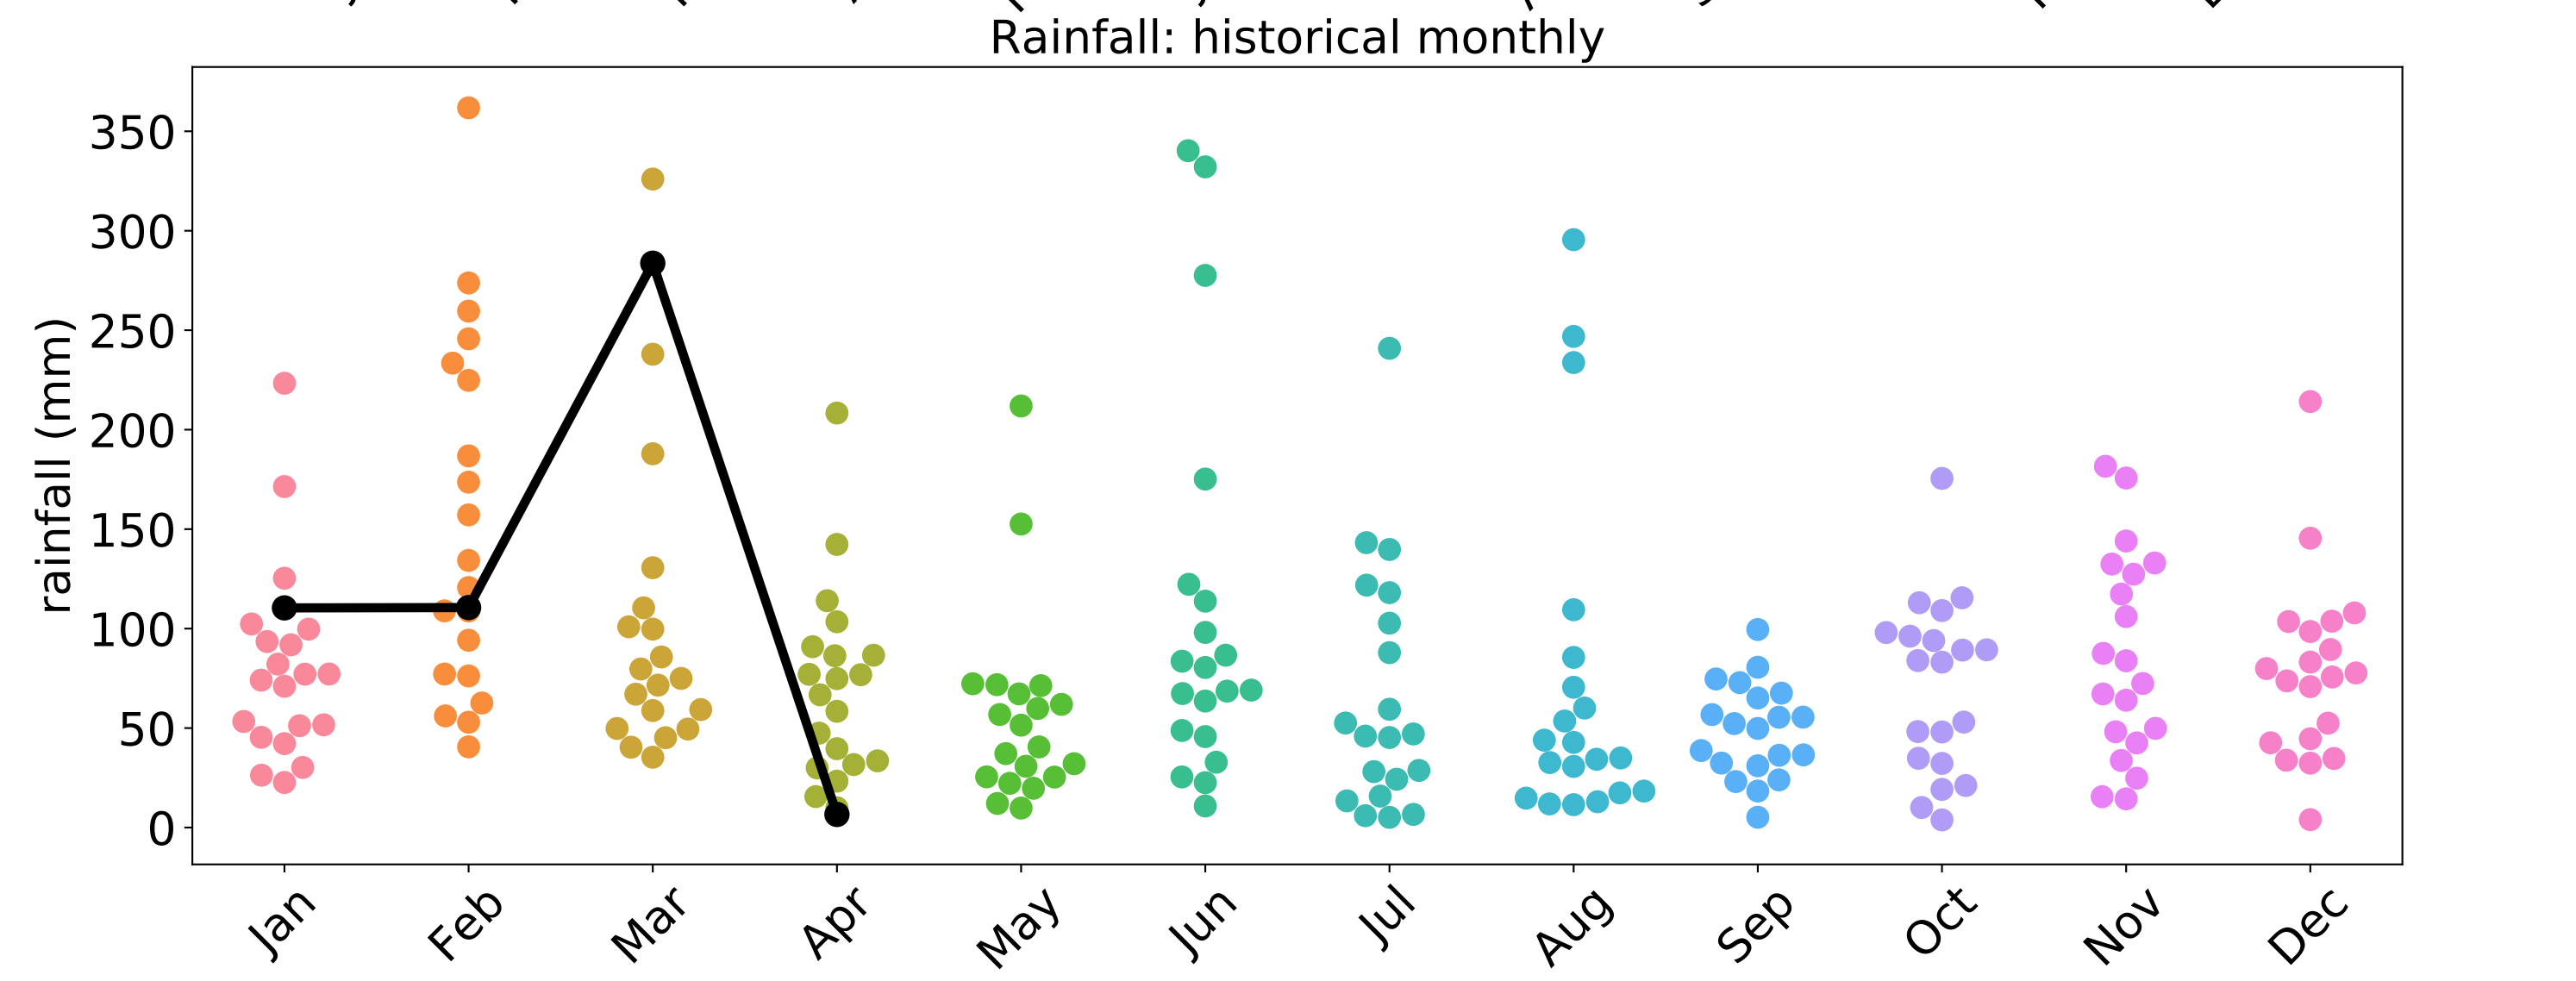 Rainfall: historical monthly
rainfall (mm)
350
300
250
200
150
100
50
0
Jan
Feb
Mar
Apr
May
Jun
Jul
Aug
Sep
Oct
Nov
Dec